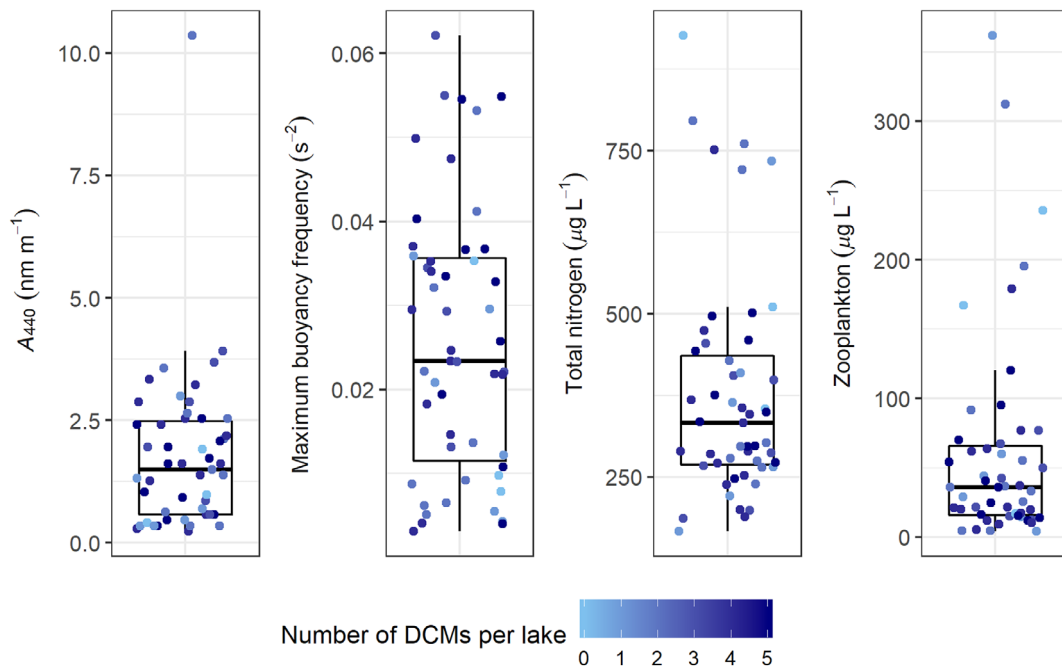 A₄₄₀ (nm m⁻¹)
10.0
7.5
5.0
2.5
0.0
Maximum buoyancy frequency (s⁻²)
0.06
0.04
0.02
Total nitrogen (µg L⁻¹)
750
500
250
Zooplankton (µg L⁻¹)
300
200
100
0
Number of DCMs per lake
0 1 2 3 4 5